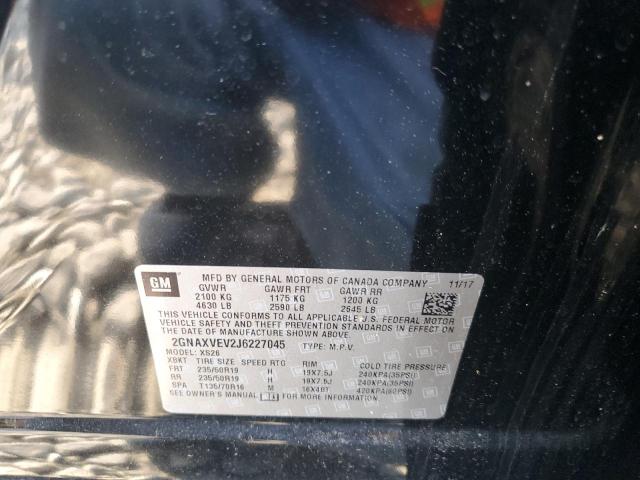 GM MFD BY GENERAL MOTORS OF CANADA COMPANY 11/17
GVWR GAWR FRT GAWR RR
2100 KG 1175 KG 1200 KG
4630 LB 2590 LB 2645 LB
THIS VEHICLE CONFORMS TO ALL APPLICABLE U.S. FEDERAL MOTOR
VEHICLE SAFETY, BUMPER, AND THEFT PREVENTION STANDARDS IN EFFECT
ON THE DATE OF MANUFACTURE SHOWN ABOVE.
2GNAXVEV2J6227045 TYPE: M.P.V.
MODEL: XS26
XBKT TIRE SIZE SPEED RTG RIM COLD TIRE PRESSURE
FRT 235/50R19 H 19X7.5J 240KPA(35PSI)
RR 235/50R19 H 19X7.5J 240KPA(35PSI)
SPA T135/70R16 M 16X4BT 420KPA(60PSI)
SEE OWNER'S MANUAL FOR MORE INFORMATION.